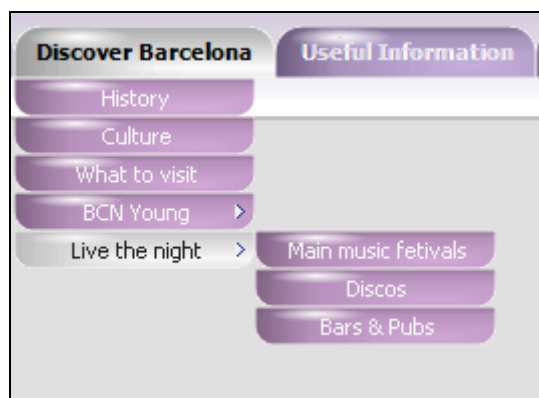 Discover Barcelona
Useful Information
History
Culture
What to visit
BCN Young
Live the night
Main music fetivals
Discos
Bars & Pubs